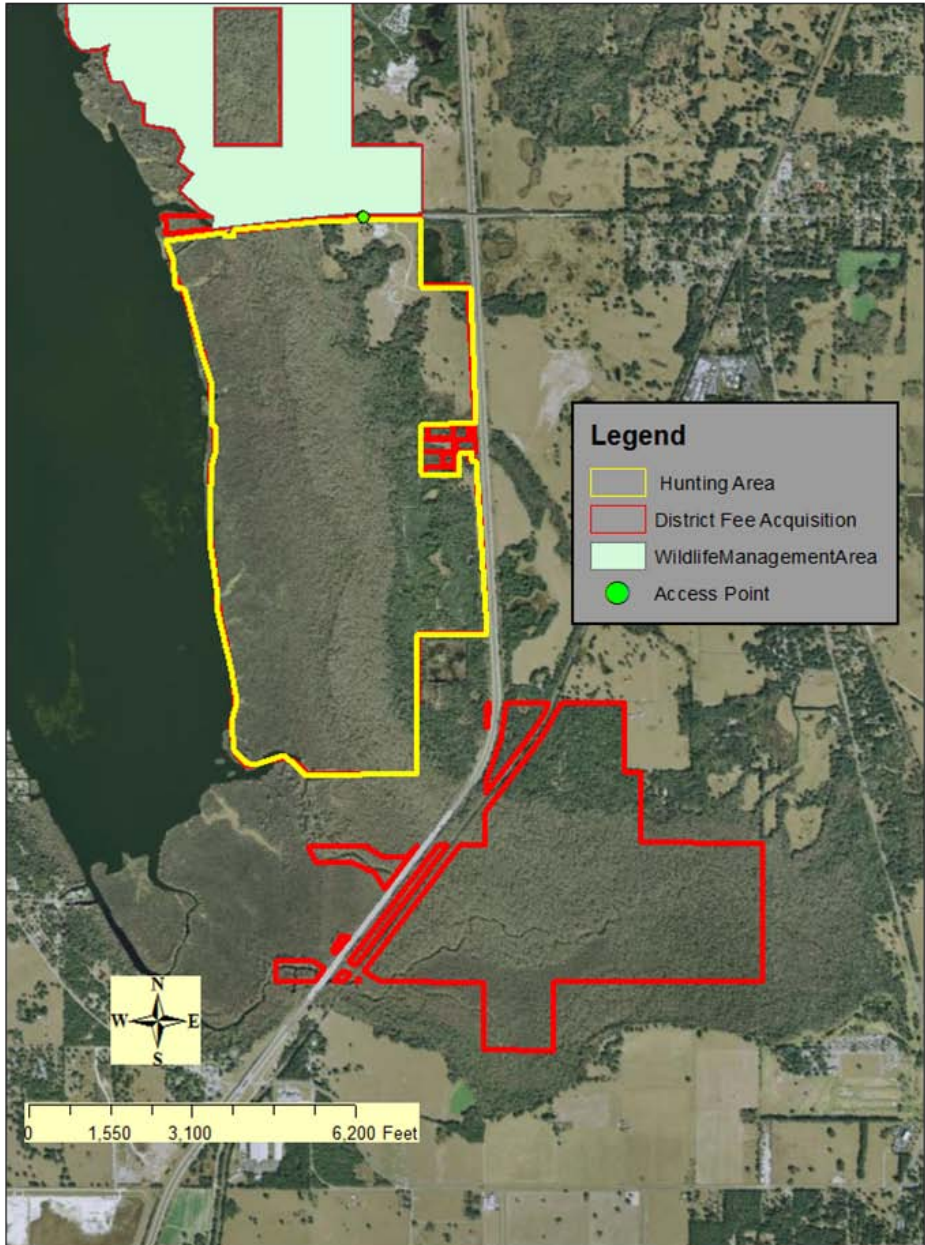 Legend
Hunting Area
District Fee Acquisition
WildlifeManagementArea
Access Point
N
W E
S
0 1,550 3,100 6,200 Feet